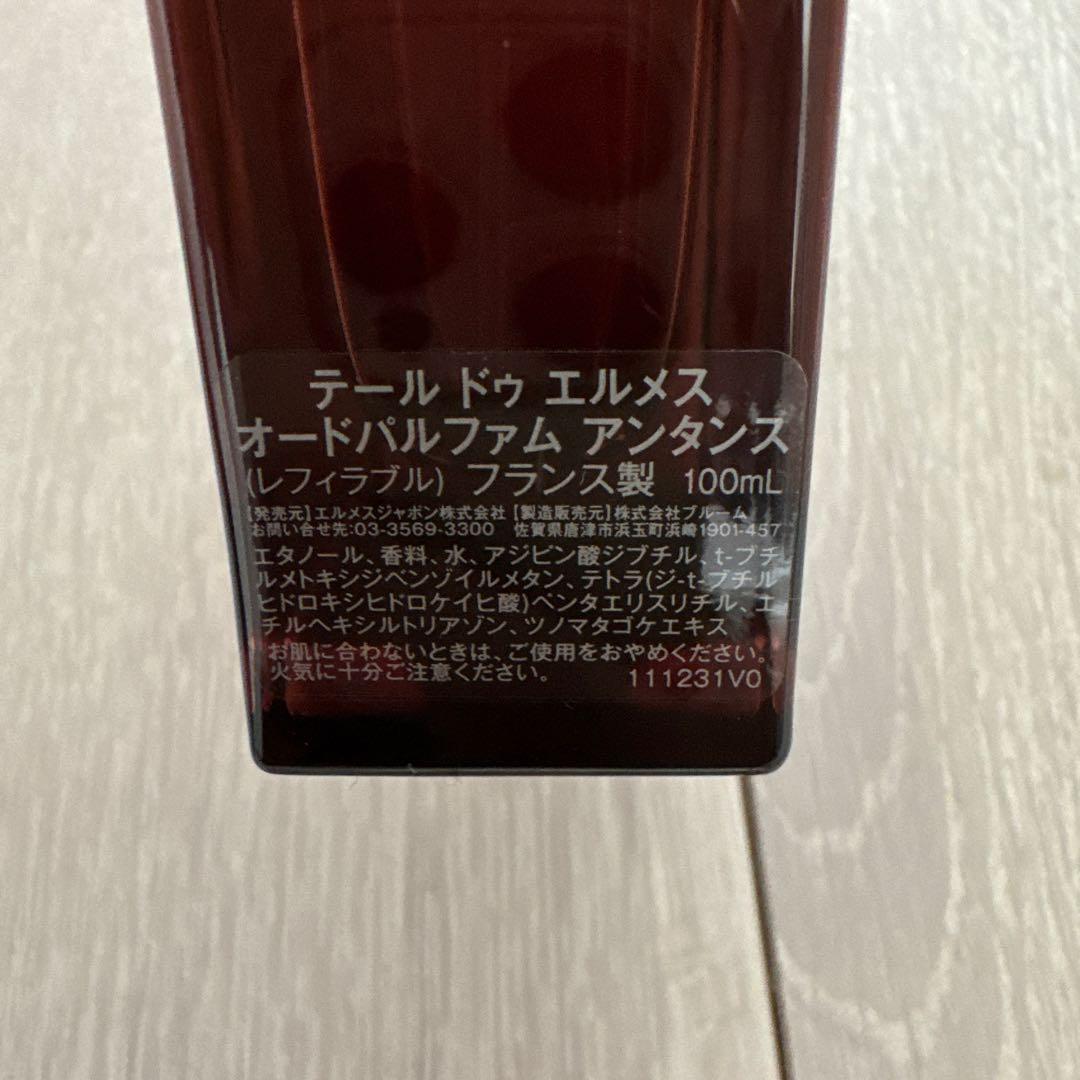 テール ドゥ エルメス
オードパルファム アンタンス
(レフィラブル) フランス製 100mL
【発売元】エルメスジャポン株式会社【製造販売元】株式会社ブルーム
お問い合せ先:03-3569-3300 佐賀県唐津市浜玉町浜崎1901-457
エタノール、香料、水、アジピン酸ジブチル、t-ブチ
ルメトキシジベンゾイルメタン、テトラ(ジ-t-ブチル
ヒドロキシヒドロケイヒ酸)ペンタエリスリチル、エ
チルヘキシルトリアゾン、ツノマタゴケエキス
お肌に合わないときは、ご使用をおやめください。
火気に十分ご注意ください。 111231V0